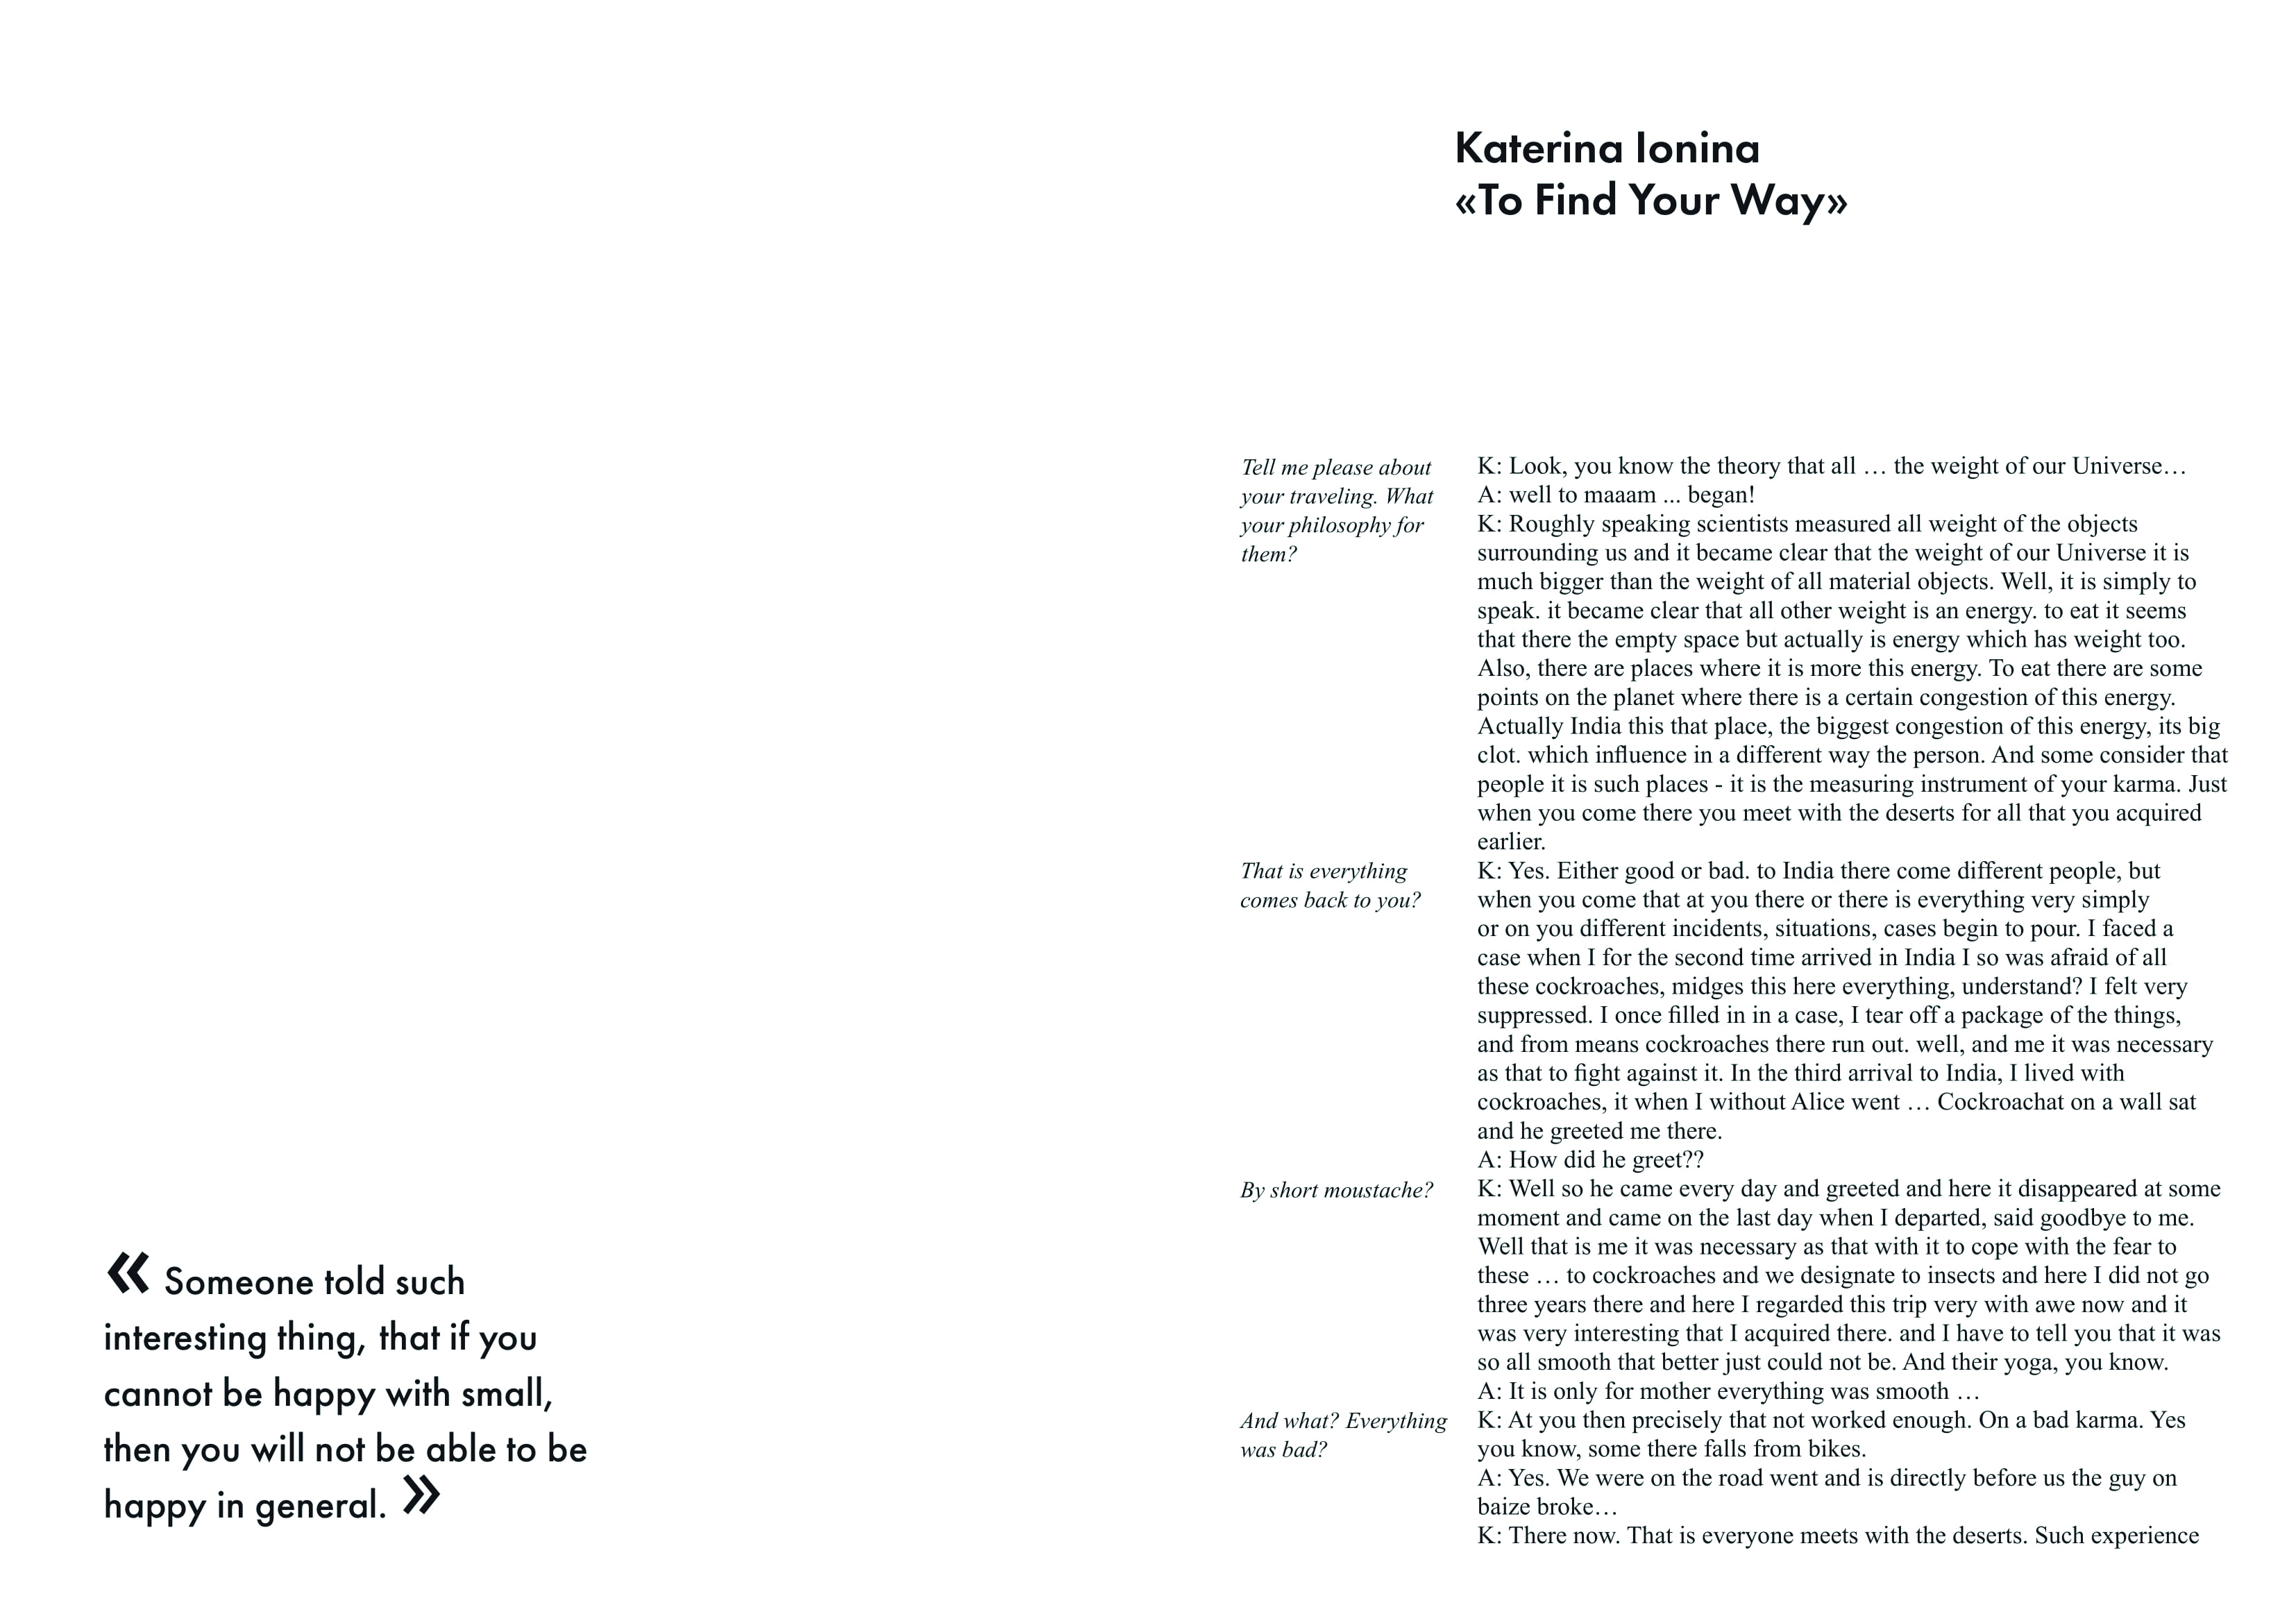 « Someone told such
interesting thing, that if you
cannot be happy with small,
then you will not be able to be
happy in general. »
Katerina Ionina
«To Find Your Way»
Tell me please about
your traveling. What
your philosophy for
them?
K: Look, you know the theory that all … the weight of our Universe…
A: well to maaam ... began!
K: Roughly speaking scientists measured all weight of the objects
surrounding us and it became clear that the weight of our Universe it is
much bigger than the weight of all material objects. Well, it is simply to
speak. it became clear that all other weight is an energy. to eat it seems
that there the empty space but actually is energy which has weight too.
Also, there are places where it is more this energy. To eat there are some
points on the planet where there is a certain congestion of this energy.
Actually India this that place, the biggest congestion of this energy, its big
clot. which influence in a different way the person. And some consider that
people it is such places - it is the measuring instrument of your karma. Just
when you come there you meet with the deserts for all that you acquired
earlier.
That is everything
comes back to you?
K: Yes. Either good or bad. to India there come different people, but
when you come that at you there or there is everything very simply
or on you different incidents, situations, cases begin to pour. I faced a
case when I for the second time arrived in India I so was afraid of all
these cockroaches, midges this here everything, understand? I felt very
suppressed. I once filled in in a case, I tear off a package of the things,
and from means cockroaches there run out. well, and me it was necessary
as that to fight against it. In the third arrival to India, I lived with
cockroaches, it when I without Alice went … Cockroachat on a wall sat
and he greeted me there.
A: How did he greet??
By short moustache?
K: Well so he came every day and greeted and here it disappeared at some
moment and came on the last day when I departed, said goodbye to me.
Well that is me it was necessary as that with it to cope with the fear to
these … to cockroaches and we designate to insects and here I did not go
three years there and here I regarded this trip very with awe now and it
was very interesting that I acquired there. and I have to tell you that it was
so all smooth that better just could not be. And their yoga, you know.
A: It is only for mother everything was smooth …
And what? Everything
was bad?
K: At you then precisely that not worked enough. On a bad karma. Yes
you know, some there falls from bikes.
A: Yes. We were on the road went and is directly before us the guy on
baize broke…
K: There now. That is everyone meets with the deserts. Such experience